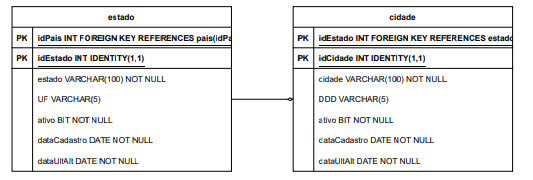 estado
PK idPais INT FOREIGN KEY REFERENCES pais(idPa
PK idEstado INT IDENTITY(1,1)
estado VARCHAR(100) NOT NULL
UF VARCHAR(5)
ativo BIT NOT NULL
dataCadastro DATE NOT NULL
dataUltAlt DATE NOT NULL
cidade
PK idEstado INT FOREIGN KEY REFERENCES estado
PK idCidade INT IDENTITY(1,1)
cidade VARCHAR(100) NOT NULL
DDD VARCHAR(5)
ativo BIT NOT NULL
dataCadastro DATE NOT NULL
cataUltAlt DATE NOT NULL